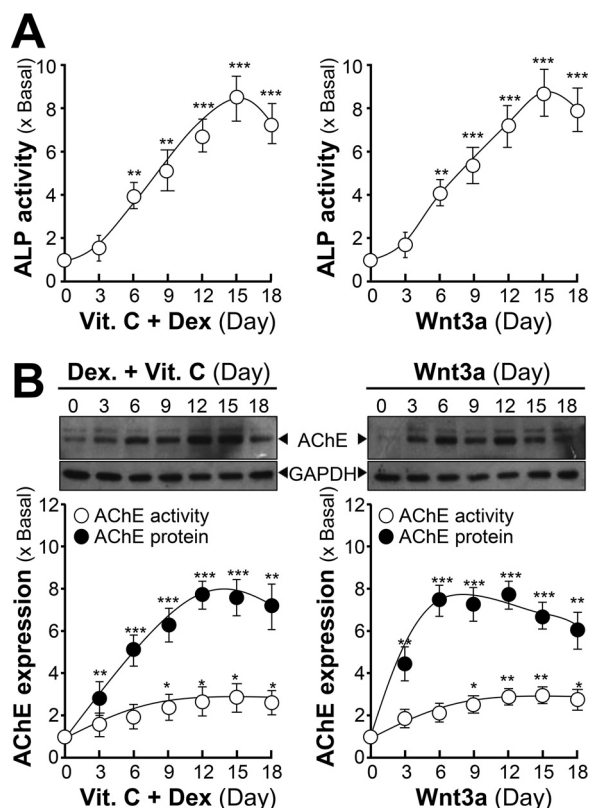 A
ALP activity (x Basal)
10
8
6
4
2
0
** ** *** *** ***
0 3 6 9 12 15 18
Vit. C + Dex (Day)
ALP activity (x Basal)
10
8
6
4
2
0
** *** *** *** ***
0 3 6 9 12 15 18
Wnt3a (Day)
B
Dex. + Vit. C (Day)
0 3 6 9 12 15 18
Wnt3a (Day)
0 3 6 9 12 15 18
AChE
GAPDH
AChE expression (x Basal)
12
10
8
6
4
2
0
AChE activity
AChE protein
** *** *** *** *** **
* * * *
0 3 6 9 12 15 18
Vit. C + Dex (Day)
AChE expression (x Basal)
12
10
8
6
4
2
0
AChE activity
AChE protein
** *** *** *** *** **
* ** ** *
0 3 6 9 12 15 18
Wnt3a (Day)